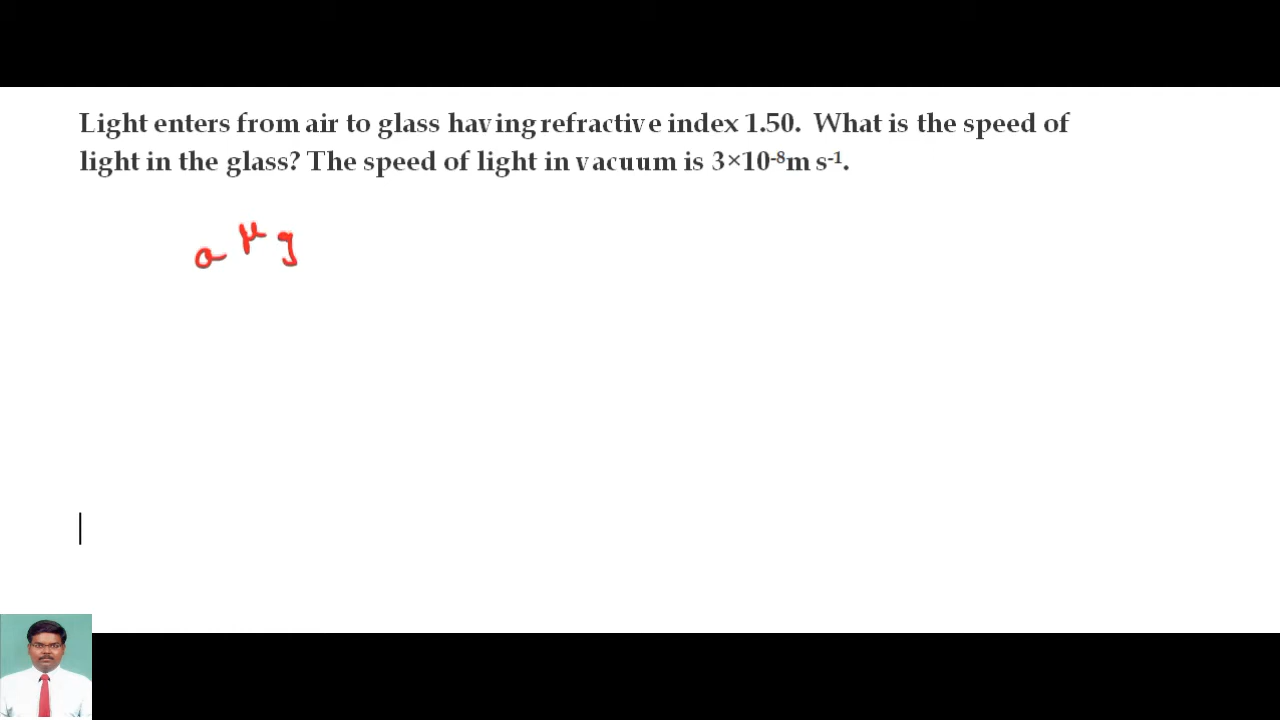 Light enters from air to glass having refractive index 1.50. What is the speed of
light in the glass? The speed of light in vacuum is 3×10⁻⁸m s⁻¹.
a μ g